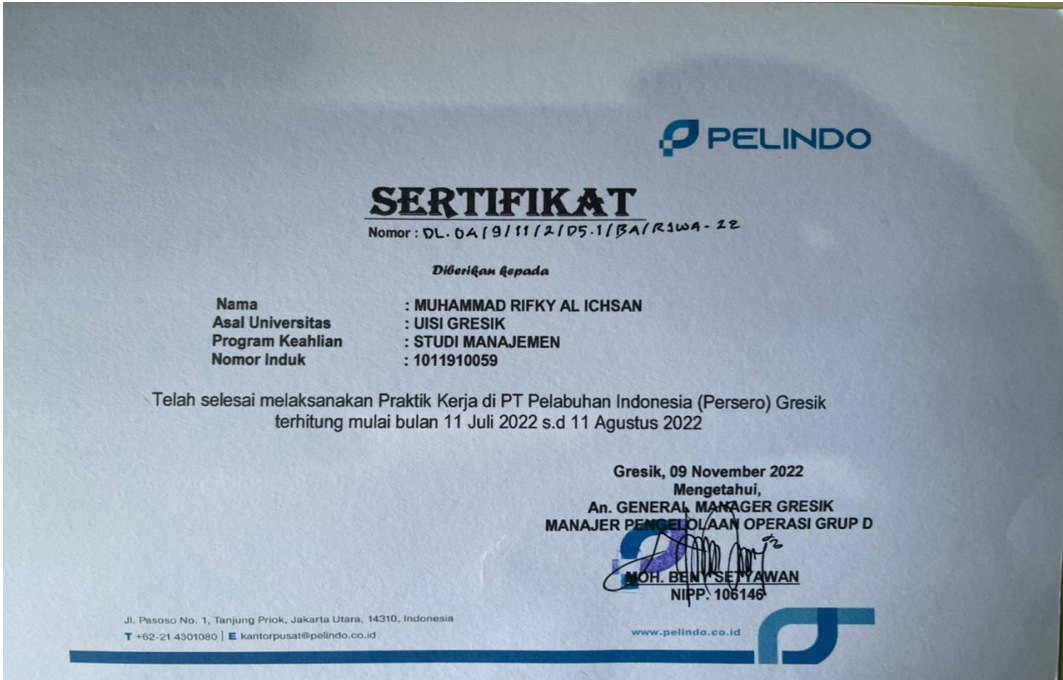 PELINDO
SERTIFIKAT
Nomor : DL.04/9/11/2/D5.1/BA/RJWA-22
Diberikan kepada
Nama : MUHAMMAD RIFKY AL ICHSAN
Asal Universitas : UISI GRESIK
Program Keahlian : STUDI MANAJEMEN
Nomor Induk : 1011910059
Telah selesai melaksanakan Praktik Kerja di PT Pelabuhan Indonesia (Persero) Gresik
terhitung mulai bulan 11 Juli 2022 s.d 11 Agustus 2022
Gresik, 09 November 2022
Mengetahui,
An. GENERAL MANAGER GRESIK
MANAJER PENGELOLAAN OPERASI GRUP D
MOH. BENY SETYAWAN
NIPP. 106146
Jl. Pasoso No. 1, Tanjung Priok, Jakarta Utara, 14310, Indonesia
T +62-21 4301080 | E kantorpusat@pelindo.co.id
www.pelindo.co.id